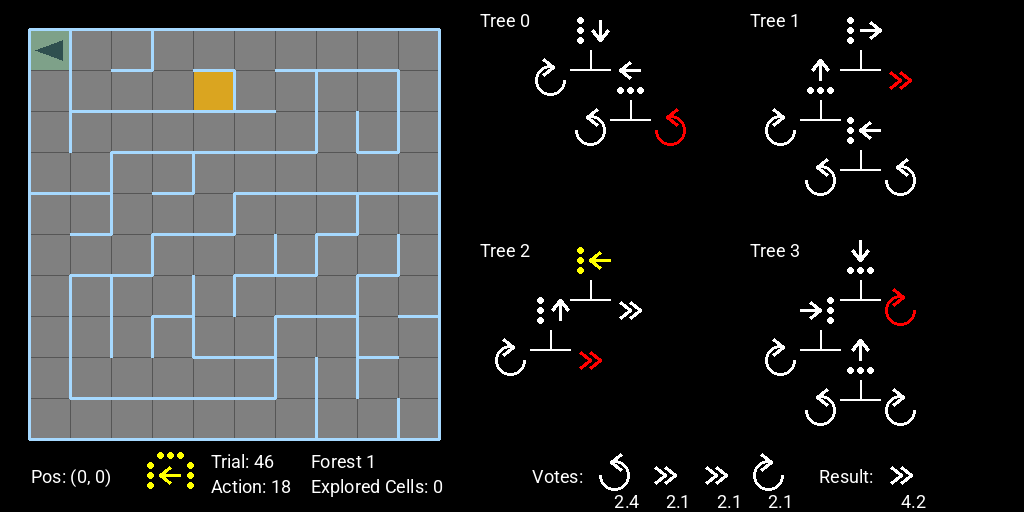 Tree 0
Tree 1
Tree 2
Tree 3
Pos: (0, 0)
Trial: 46
Forest 1
Action: 18
Explored Cells: 0
Votes:
2.4
2.1
2.1
2.1
Result:
4.2